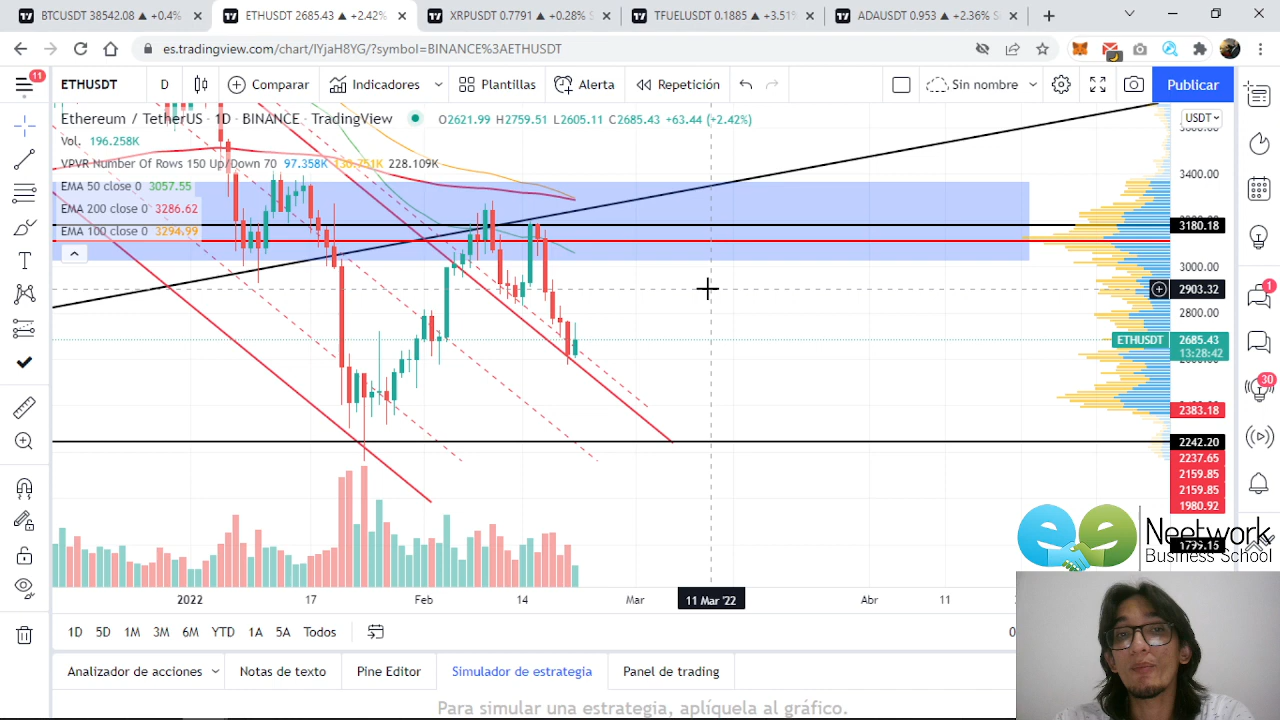 BTCUSDT 38542.08 ▲ +0.4%
ETHUSDT 2685.43 ▲ +2.42%
XRPUSDT 0.7791 ▲ +0.28% S
TFUELUSDT 0.1885 ▲ +3.51%
ADAUSDT 0.953 ▲ +2.36% S
es.tradingview.com/chart/IYjaH8YG/?symbol=BINANCE%3AETHUSDT
11
ETHUSDT
D
Comparar
Indicadores
Plantillas
Alerta
Repetición
Sin nombre
Publicar
Ethereum / TetherUS · 1D · BINANCE · TradingView
O2621.99 H2759.51 L2605.11 C2685.43 +63.44 (+2.42%)
USDT
Vol. 196.258K
VPVR Number Of Rows 150 Up/Down 70 97.358K 130.751K 228.109K
EMA 50 close 0 3057.55
EMA 200 close 0 3286.62
EMA 100 close 0 3294.99
3400.00
3180.18
3000.00
2903.32
2800.00
ETHUSDT 2685.43
13:28:42
2383.18
2242.20
2237.65
2159.85
2159.85
1980.92
1799.15
1
30
Neetwork
Business School
2022
17
Feb
14
Mar
11 Mar '22
Abr
11
1D 5D 1M 3M 6M YTD 1A 5A Todos
Analizador de acciones
Notas de texto
Pine Editor
Simulador de estrategia
Panel de trading
Para simular una estrategia, aplíquela al gráfico.